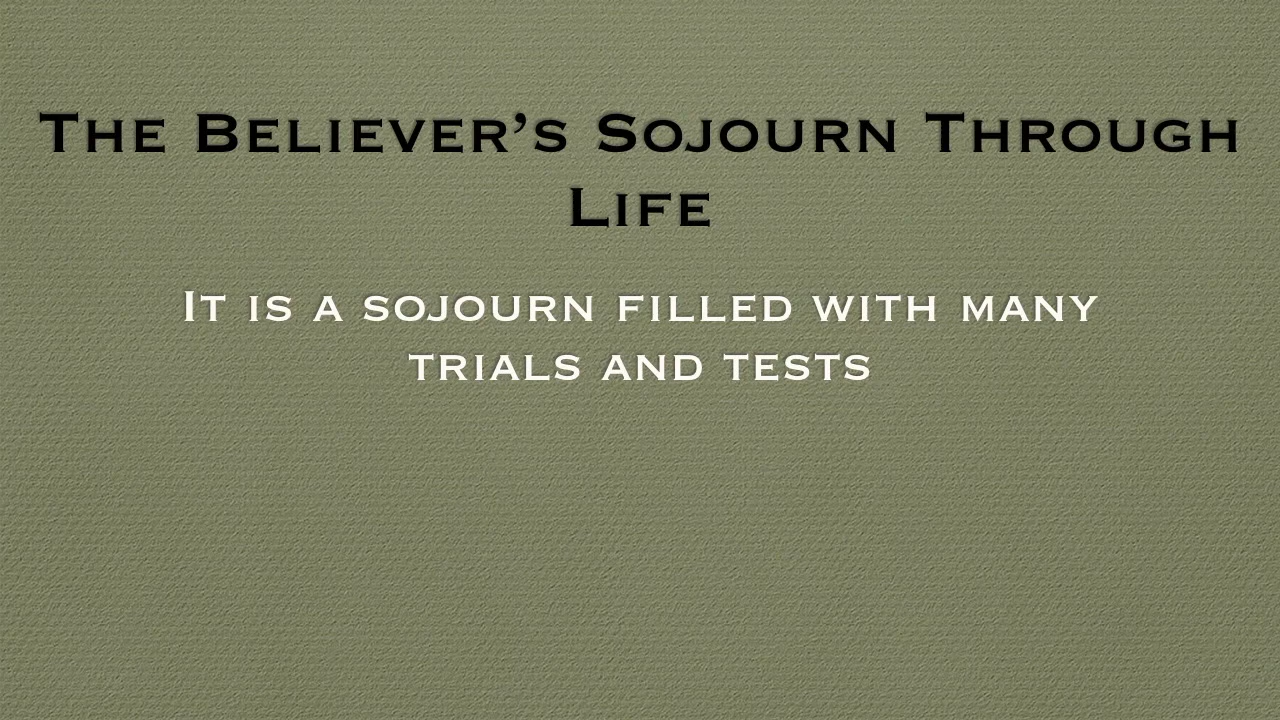 The Believer’s Sojourn Through
Life
It is a sojourn filled with many
trials and tests